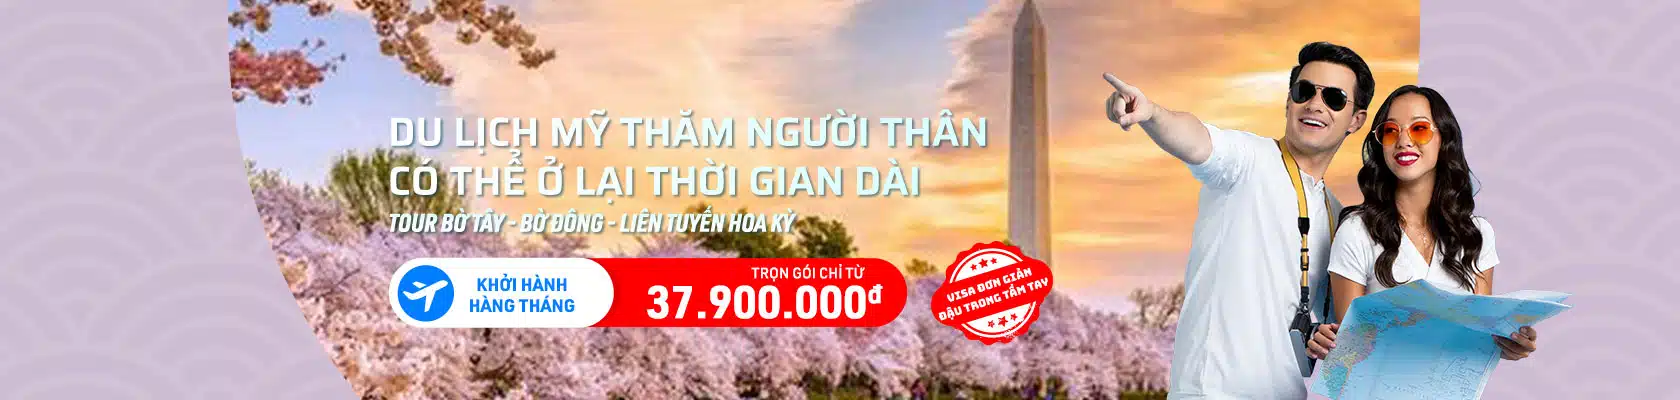 DU LỊCH MỸ THĂM NGƯỜI THÂN
CÓ THỂ Ở LẠI THỜI GIAN DÀI
TOUR BỜ TÂY - BỜ ĐÔNG - LIÊN TUYẾN HOA KỲ
KHỞI HÀNH
HÀNG THÁNG
TRỌN GÓI CHỈ TỪ
37.900.000đ
VISA ĐƠN GIẢN
ĐẬU TRONG TẦM TAY